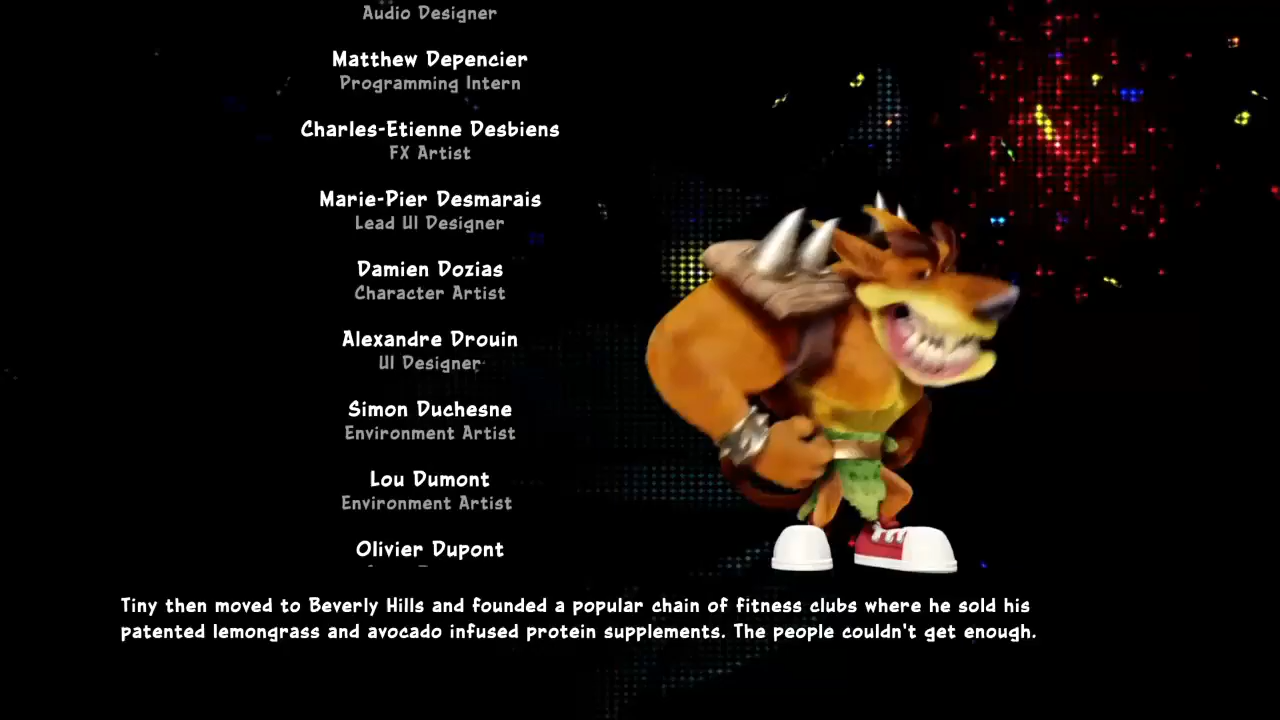 Audio Designer
Matthew Depencier
Programming Intern
Charles-Etienne Desbiens
FX Artist
Marie-Pier Desmarais
Lead UI Designer
Damien Dozias
Character Artist
Alexandre Drouin
UI Designer
Simon Duchesne
Environment Artist
Lou Dumont
Environment Artist
Olivier Dupont
Tiny then moved to Beverly Hills and founded a popular chain of fitness clubs where he sold his
patented lemongrass and avocado infused protein supplements. The people couldn't get enough.